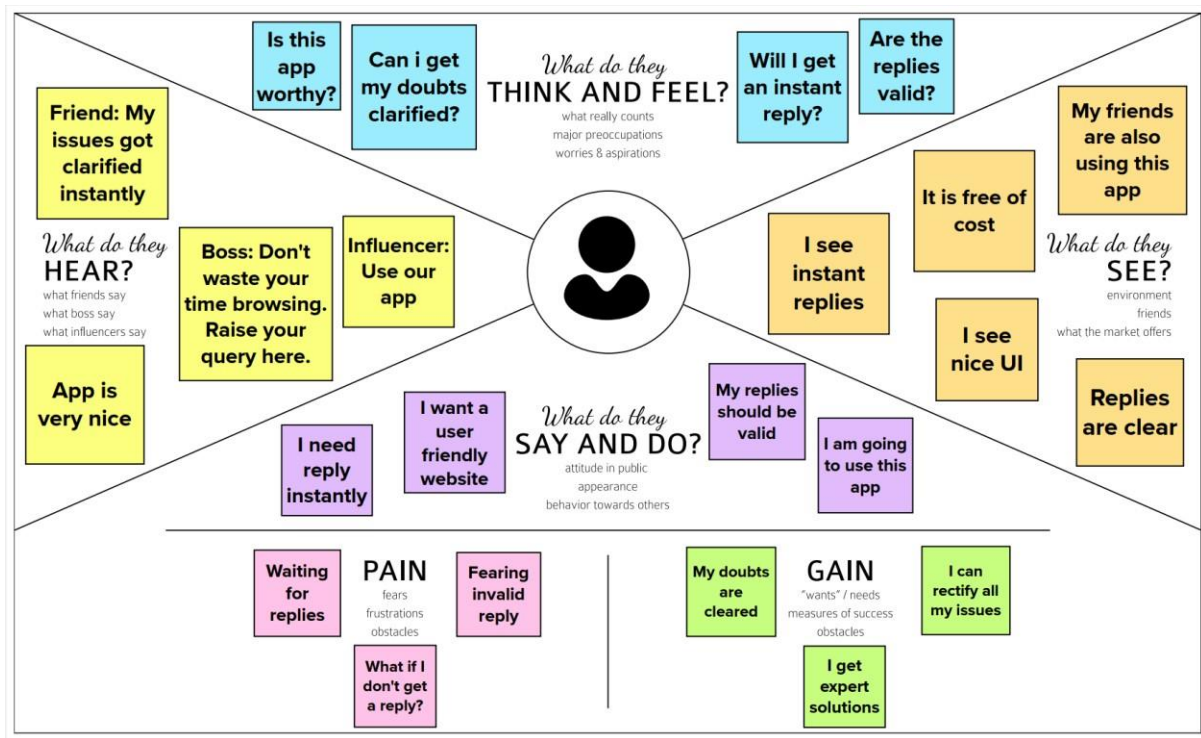 Is this
app
worthy?
Can i get
my doubts
clarified?
What do they
THINK AND FEEL?
what really counts
major preoccupations
worries & aspirations
Will I get
an instant
reply?
Are the
replies
valid?
Friend: My
issues got
clarified
instantly
What do they
HEAR?
what friends say
what boss say
what influencers say
Boss: Don't
waste your
time browsing.
Raise your
query here.
Influencer:
Use our
app
App is
very nice
My friends
are also
using this
app
It is free of
cost
I see
instant
replies
What do they
SEE?
environment
friends
what the market offers
I see
nice UI
Replies
are clear
I need
reply
instantly
I want a
user
friendly
website
What do they
SAY AND DO?
attitude in public
appearance
behavior towards others
My replies
should be
valid
I am going
to use this
app
Waiting
for
replies
PAIN
fears
frustrations
obstacles
Fearing
invalid
reply
What if I
don't get
a reply?
My doubts
are
cleared
GAIN
"wants" / needs
measures of success
obstacles
I can
rectify all
my issues
I get
expert
solutions